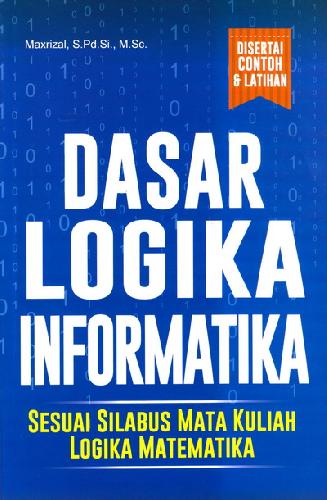 Maxrizal, S.Pd.Si., M.Sc.
DISERTAI
CONTOH
& LATIHAN
DASAR
LOGIKA
INFORMATIKA
SESUAI SILABUS MATA KULIAH
LOGIKA MATEMATIKA